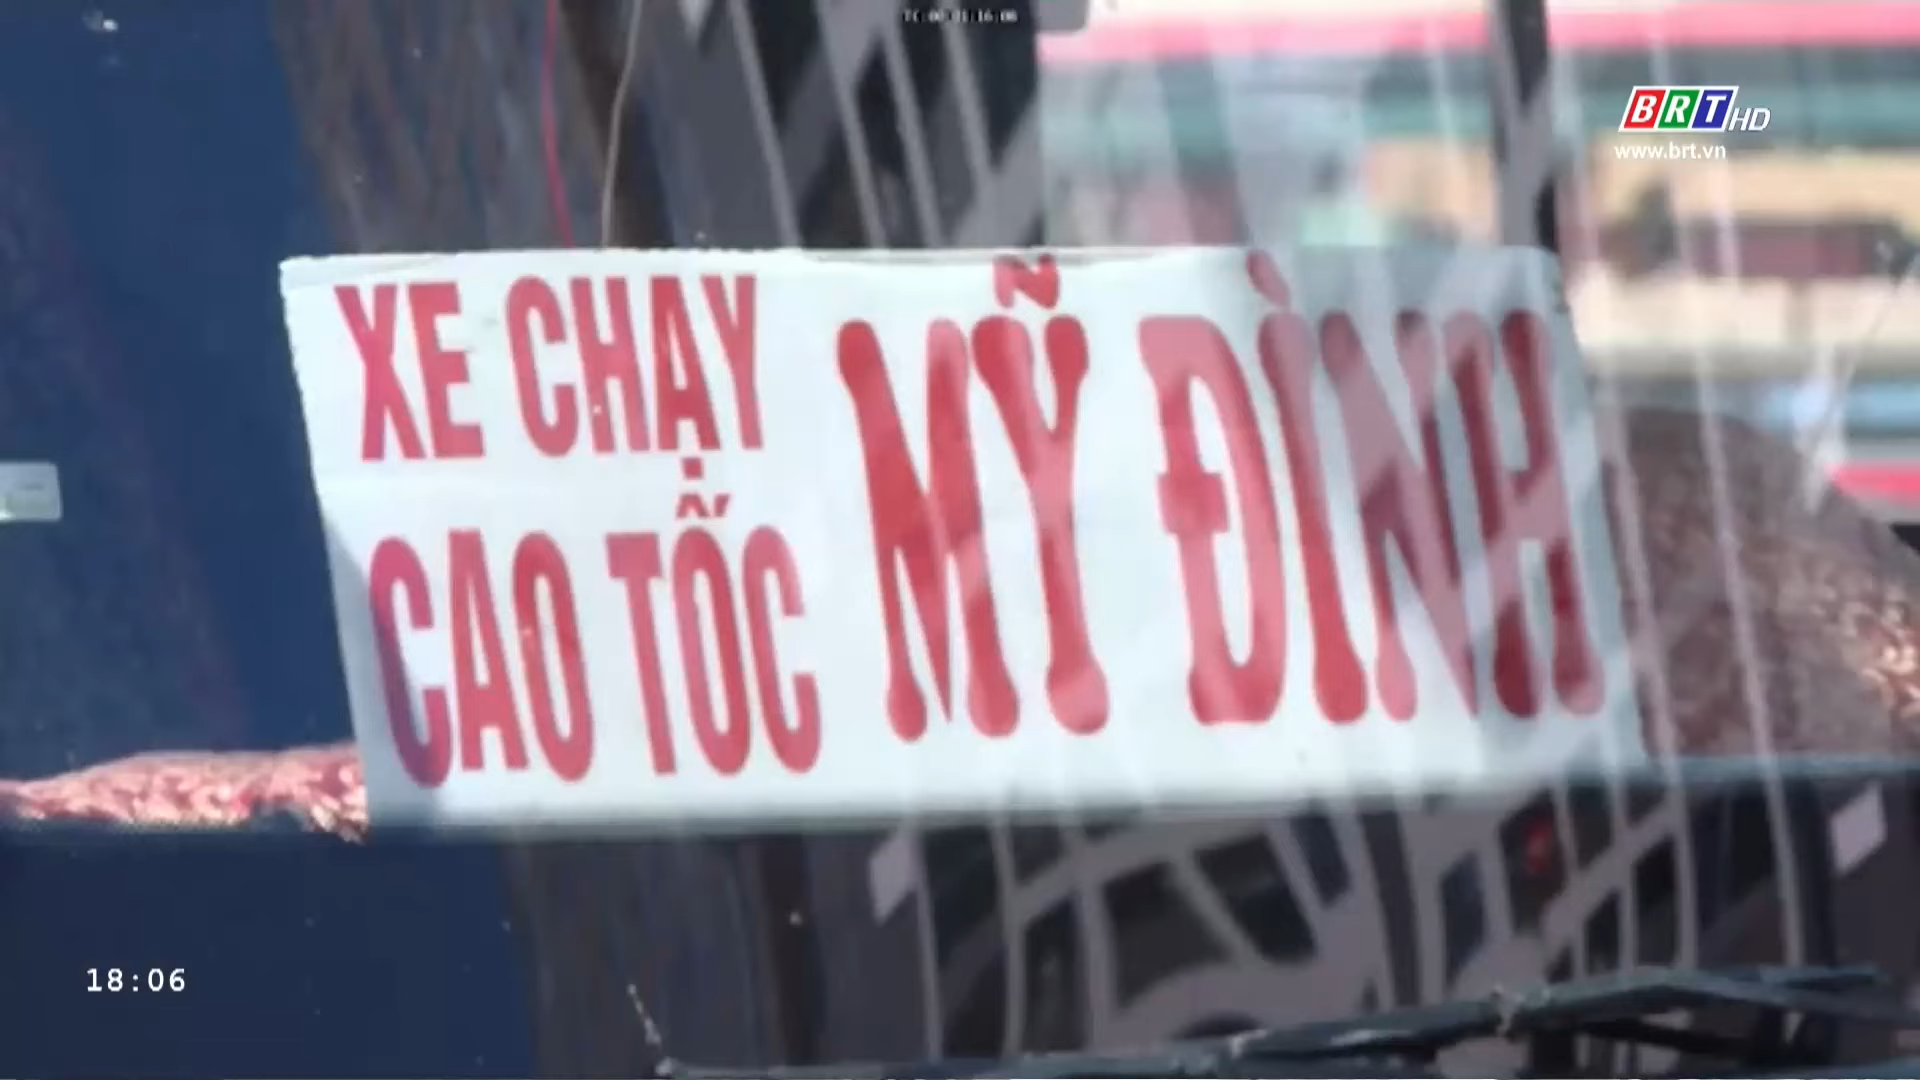 BRT HD
www.brt.vn
XE CHẠY
CAO TỐC
MỸ ĐÌNH
18:06